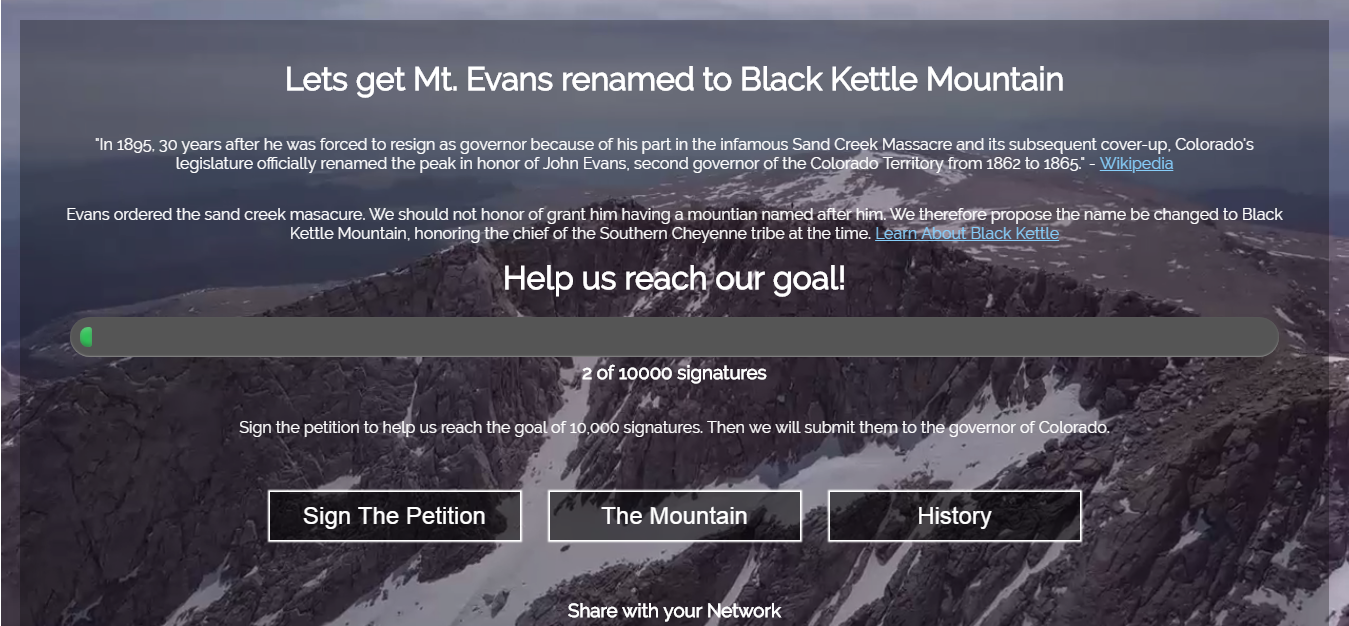 Lets get Mt. Evans renamed to Black Kettle Mountain
"In 1895, 30 years after he was forced to resign as governor because of his part in the infamous Sand Creek Massacre and its subsequent cover-up, Colorado's
legislature officially renamed the peak in honor of John Evans, second governor of the Colorado Territory from 1862 to 1865." - Wikipedia
Evans ordered the sand creek masacure. We should not honor of grant him having a mountian named after him. We therefore propose the name be changed to Black
Kettle Mountain, honoring the chief of the Southern Cheyenne tribe at the time. Learn About Black Kettle
Help us reach our goal!
2 of 10000 signatures
Sign the petition to help us reach the goal of 10,000 signatures. Then we will submit them to the governor of Colorado.
Sign The Petition The Mountain History
Share with your Network